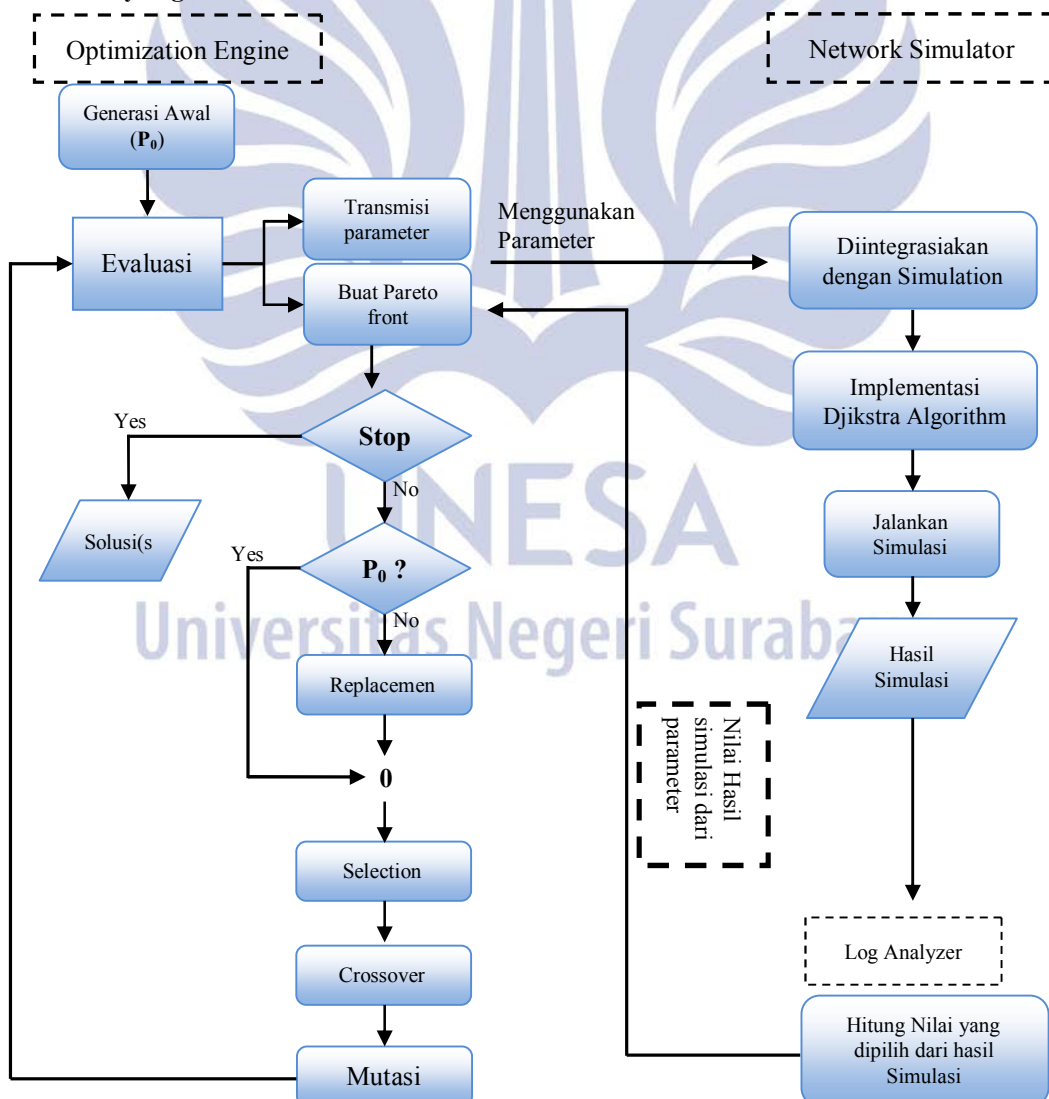 Optimization Engine
Network Simulator
Generasi Awal
(P₀)
Transmisi
parameter
Menggunakan
Parameter
Evaluasi
Diintegrasiakan
dengan Simulation
Buat Pareto
front
Implementasi
Djikstra Algorithm
Yes
Stop
No
UNESA
Jalankan
Simulasi
Solusi(s
Yes
P₀ ?
No
Universitas Negeri Suraba
Hasil
Simulasi
Replacemen
Nilai Hasil
simulasi dari
parameter
0
Selection
Log Analyzer
Crossover
Hitung Nilai yang
dipilih dari hasil
Simulasi
Mutasi